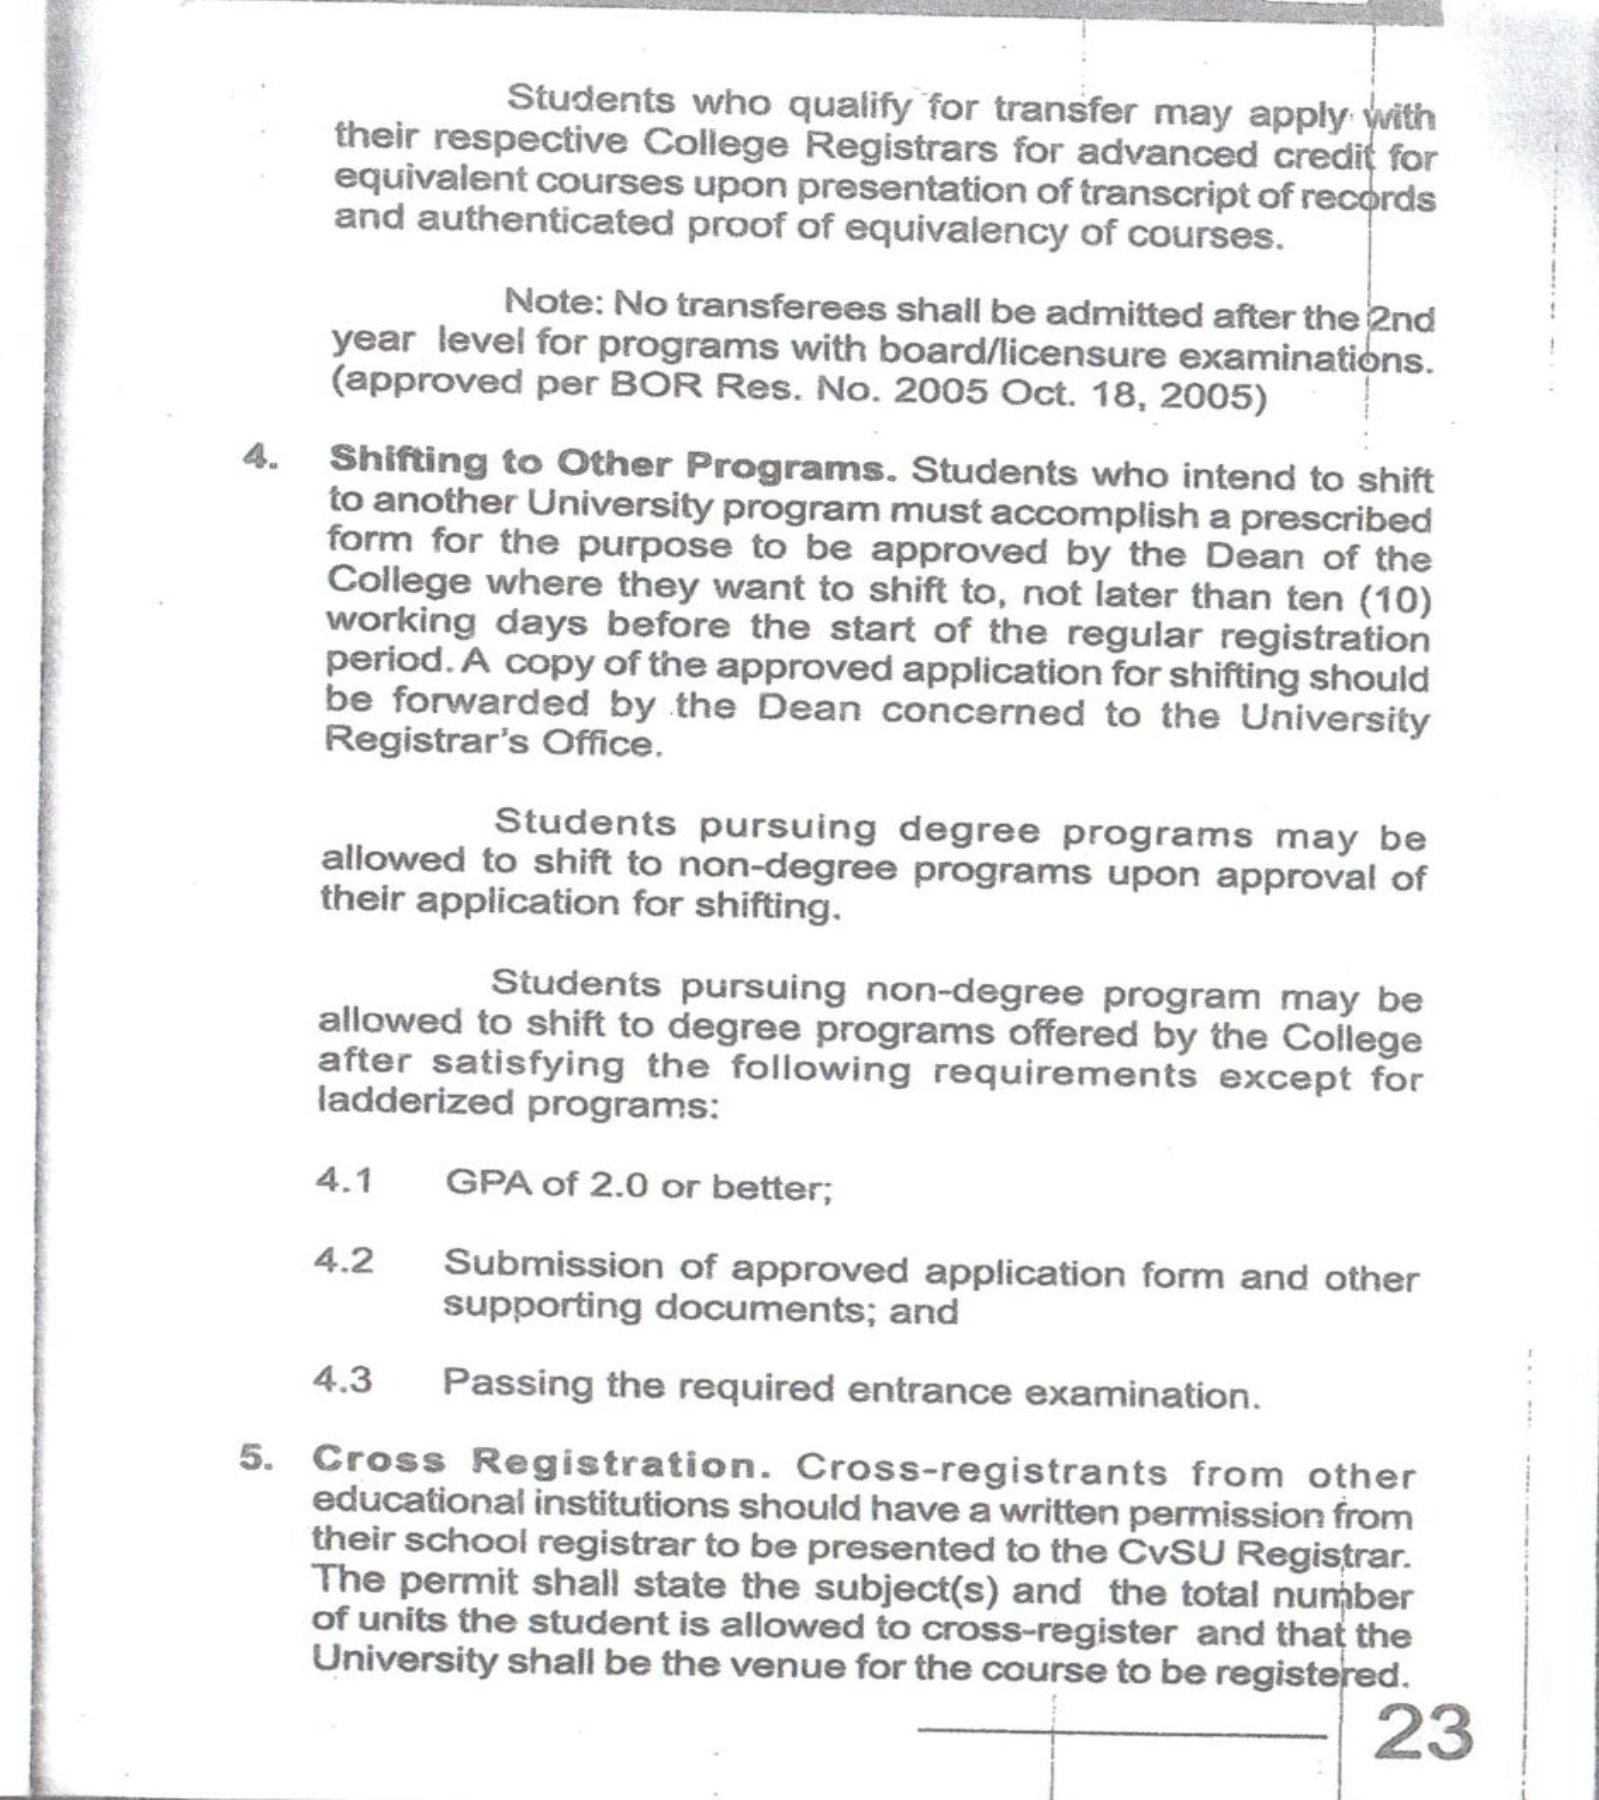 Students who qualify for transfer may apply with
their respective College Registrars for advanced credit for
equivalent courses upon presentation of transcript of records
and authenticated proof of equivalency of courses.
Note: No transferees shall be admitted after the 2nd
year level for programs with board/licensure examinations.
(approved per BOR Res. No. 2005 Oct. 18, 2005)
4. Shifting to Other Programs. Students who intend to shift
to another University program must accomplish a prescribed
form for the purpose to be approved by the Dean of the
College where they want to shift to, not later than ten (10)
working days before the start of the regular registration
period. A copy of the approved application for shifting should
be forwarded by the Dean concerned to the University
Registrar's Office.
Students pursuing degree programs may be
allowed to shift to non-degree programs upon approval of
their application for shifting.
Students pursuing non-degree program may be
allowed to shift to degree programs offered by the College
after satisfying the following requirements except for
ladderized programs:
4.1 GPA of 2.0 or better;
4.2 Submission of approved application form and other
supporting documents; and
4.3 Passing the required entrance examination.
5. Cross Registration. Cross-registrants from other
educational institutions should have a written permission from
their school registrar to be presented to the CvSU Registrar.
The permit shall state the subject(s) and the total number
of units the student is allowed to cross-register and that the
University shall be the venue for the course to be registered.
23